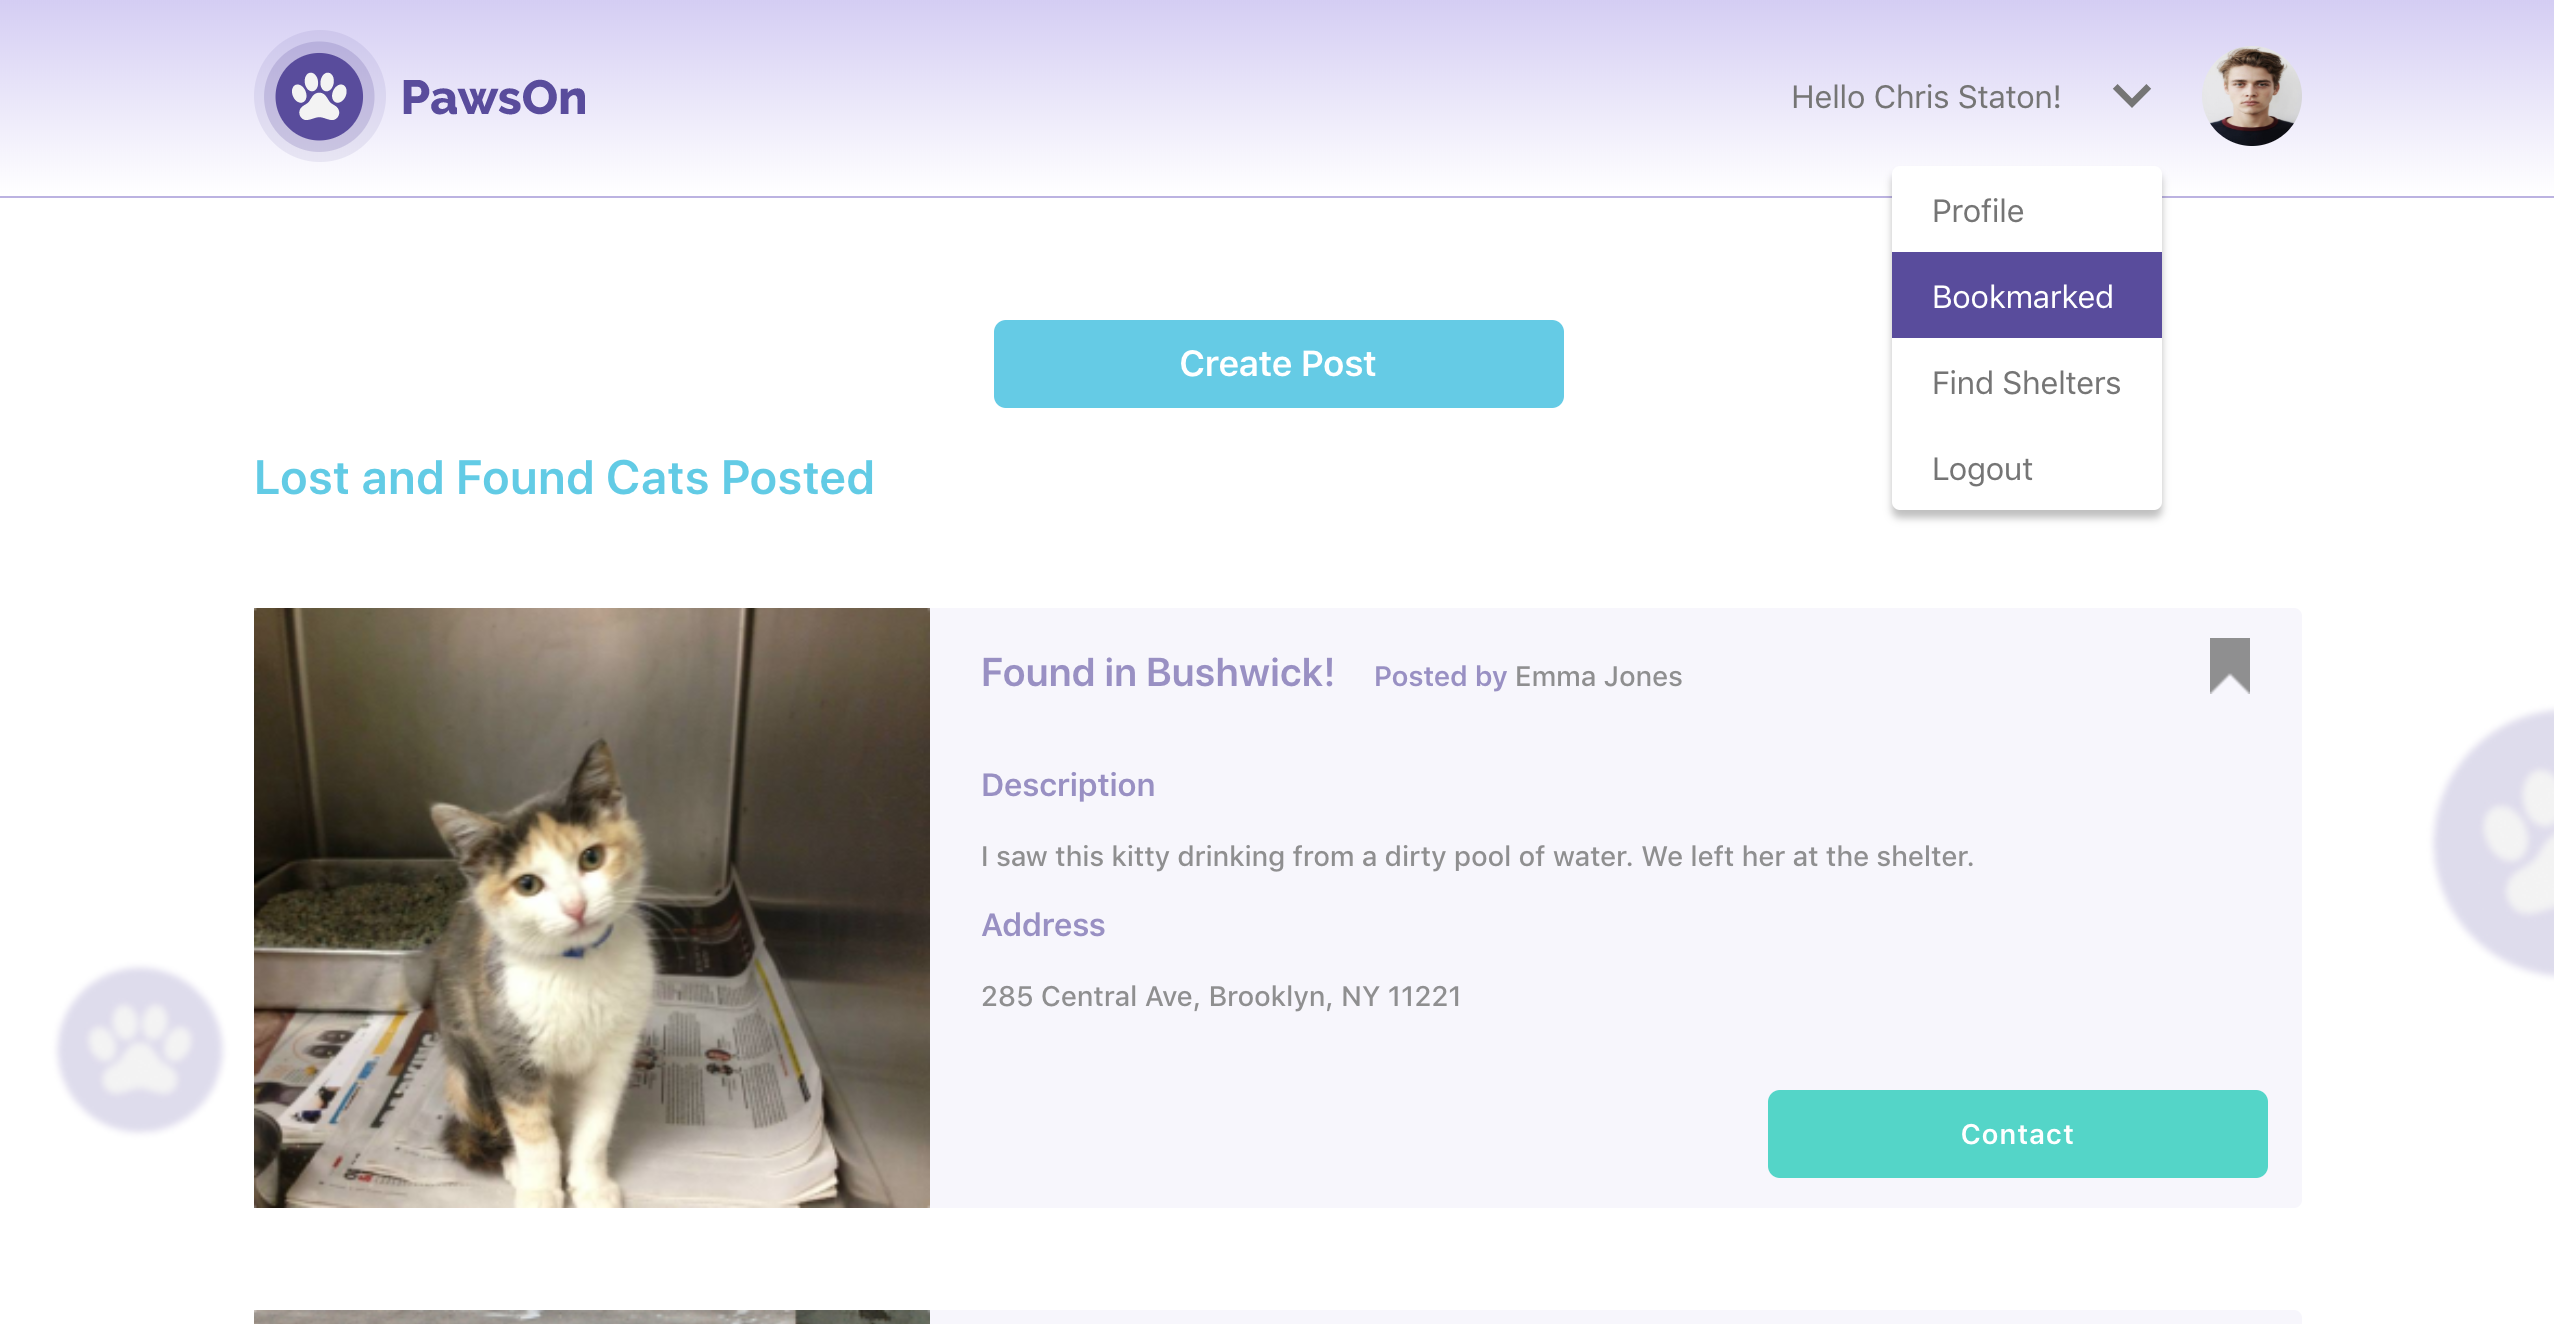 PawsOn
Hello Chris Staton!
Profile
Bookmarked
Find Shelters
Logout
Create Post
Lost and Found Cats Posted
Found in Bushwick! Posted by Emma Jones
Description
I saw this kitty drinking from a dirty pool of water. We left her at the shelter.
Address
285 Central Ave, Brooklyn, NY 11221
Contact